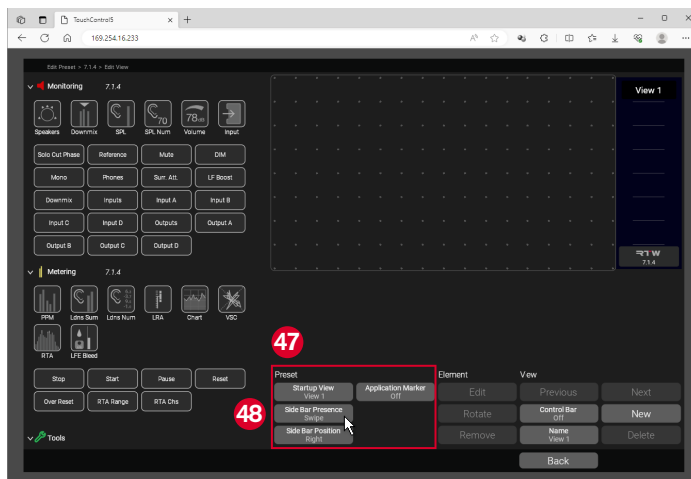 TouchControl5
169.254.16.233
Edit Preset > 7.1.4 > Edit View
Monitoring 7.1.4
View 1
70
78dB
Speakers Downmix SPL SPL Num Volume Input
Solo Cut Phase Reference Mute DIM
Mono Phones Surr. Att. LF Boost
Downmix Inputs Input A Input B
Input C Input D Outputs Output A
Output B Output C Output D
RTW
7.1.4
Metering 7.1.4
PPM Ldns Sum Ldns Num LRA Chart VSC
RTA LFE Bleed
47
Preset Element View
Stop Start Pause Reset
Startup View
View 1
Application Marker
Off
Edit Previous Next
Over Reset RTA Range RTA Chs
48
Side Bar Presence
Swipe
Rotate
Control Bar
Off
New
Tools
Side Bar Position
Right
Remove
Name
View 1
Delete
Back